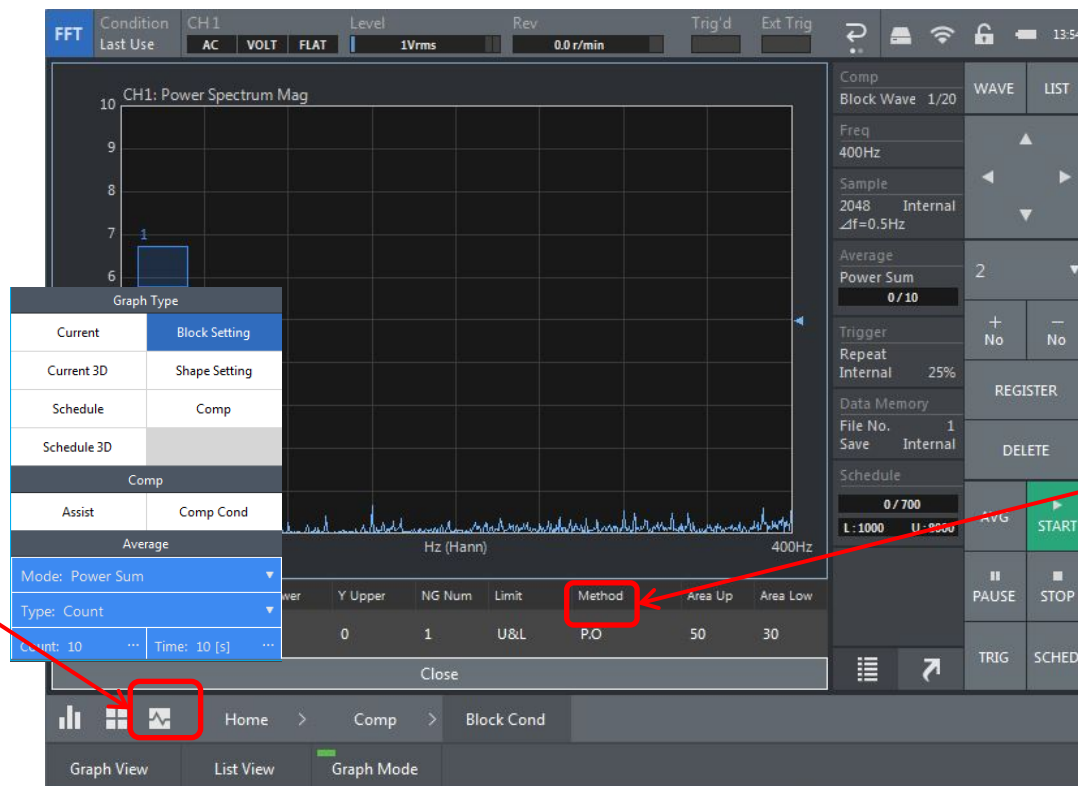 FFT
Condition
Last Use
CH1
AC VOLT FLAT
Level
1Vrms
Rev
0.0 r/min
Trig'd
Ext Trig
13:54
CH1: Power Spectrum Mag
10
9
8
7
6
1
Hz (Hann)
400Hz
Graph Type
Current Block Setting
Current 3D Shape Setting
Schedule Comp
Schedule 3D
Comp
Assist Comp Cond
Average
Mode: Power Sum
Type: Count
Count: 10 ... Time: 10 [s] ...
Y Upper NG Num Limit Method Area Up Area Low
0 1 U&L P.O 50 30
Close
Home > Comp > Block Cond
Graph View List View Graph Mode
Comp
Block Wave 1/20
Freq
400Hz
Sample
2048 Internal
⊿f=0.5Hz
Average
Power Sum
0/10
Trigger
Repeat
Internal 25%
Data Memory
File No. 1
Save Internal
Schedule
0/700
L:1000 U:8000
WAVE LIST
2
+ −
No No
REGISTER
DELETE
AVG START
PAUSE STOP
TRIG SCHED